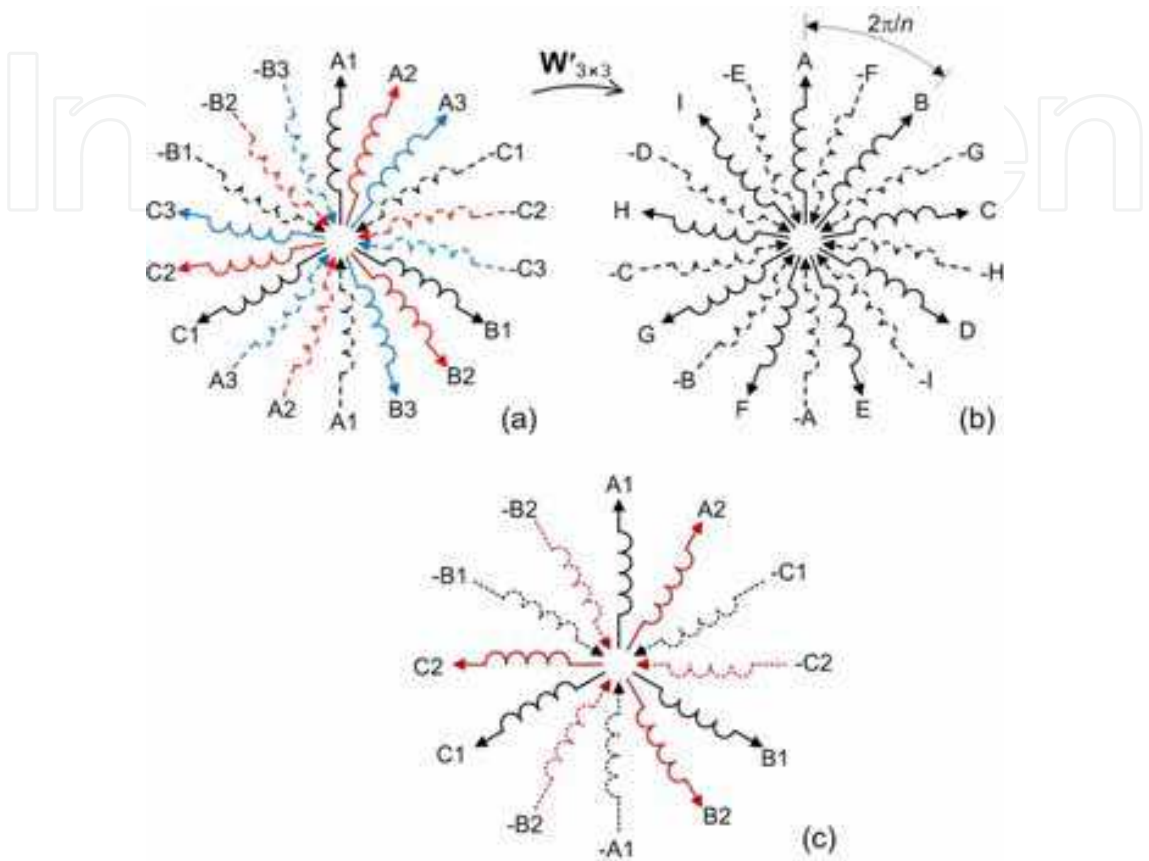 A1
A2
A3
-C1
-C2
-C3
B1
B2
B3
A1
A2
A3
C1
C2
C3
-B1
-B2
-B3
(a)
W'3×3
2π/n
A
-F
B
-G
C
-H
D
-I
E
-A
F
-B
G
-C
H
-D
I
-E
(b)
A1
A2
-C1
-C2
B1
B2
-A1
-B2
C1
C2
-B1
-B2
(c)